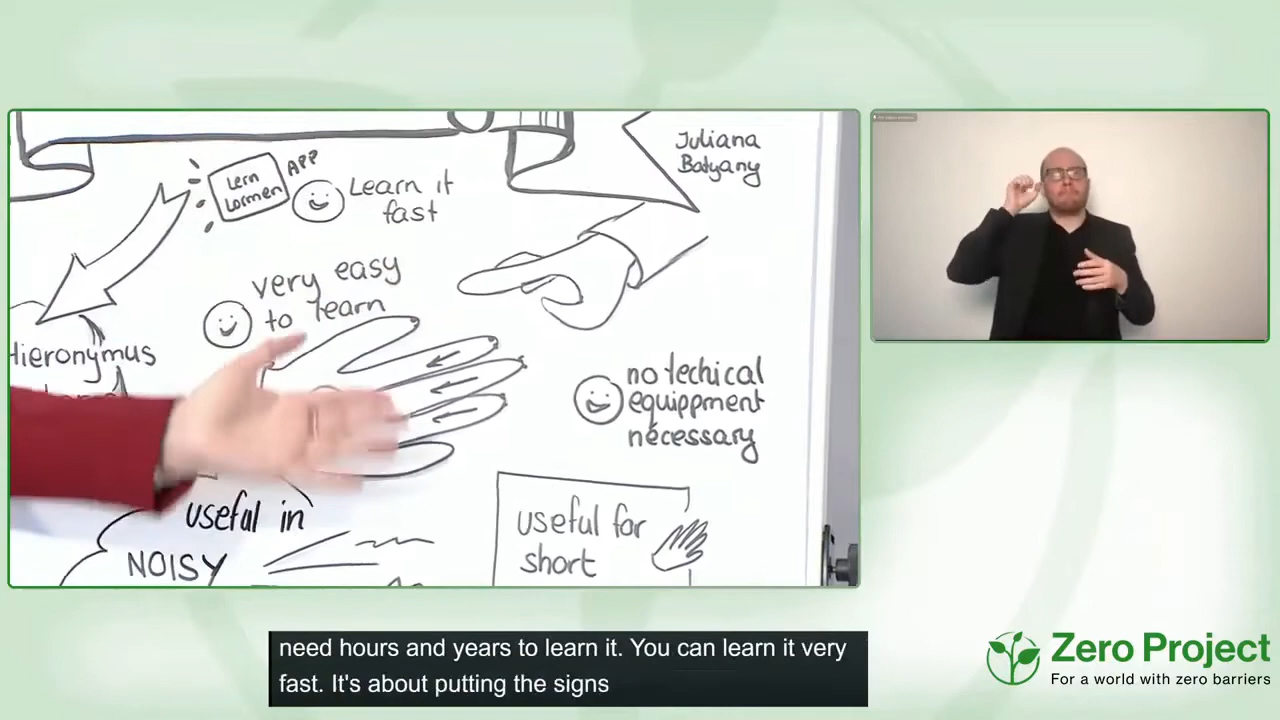 Juliana
Batyany
Lern
Lormen
APP
Learn it
fast
very easy
to learn
Hieronymus
no techical
equippment
necessary
useful in
NOISY
useful for
short
need hours and years to learn it. You can learn it very
fast. It's about putting the signs
Zero Project
For a world with zero barriers